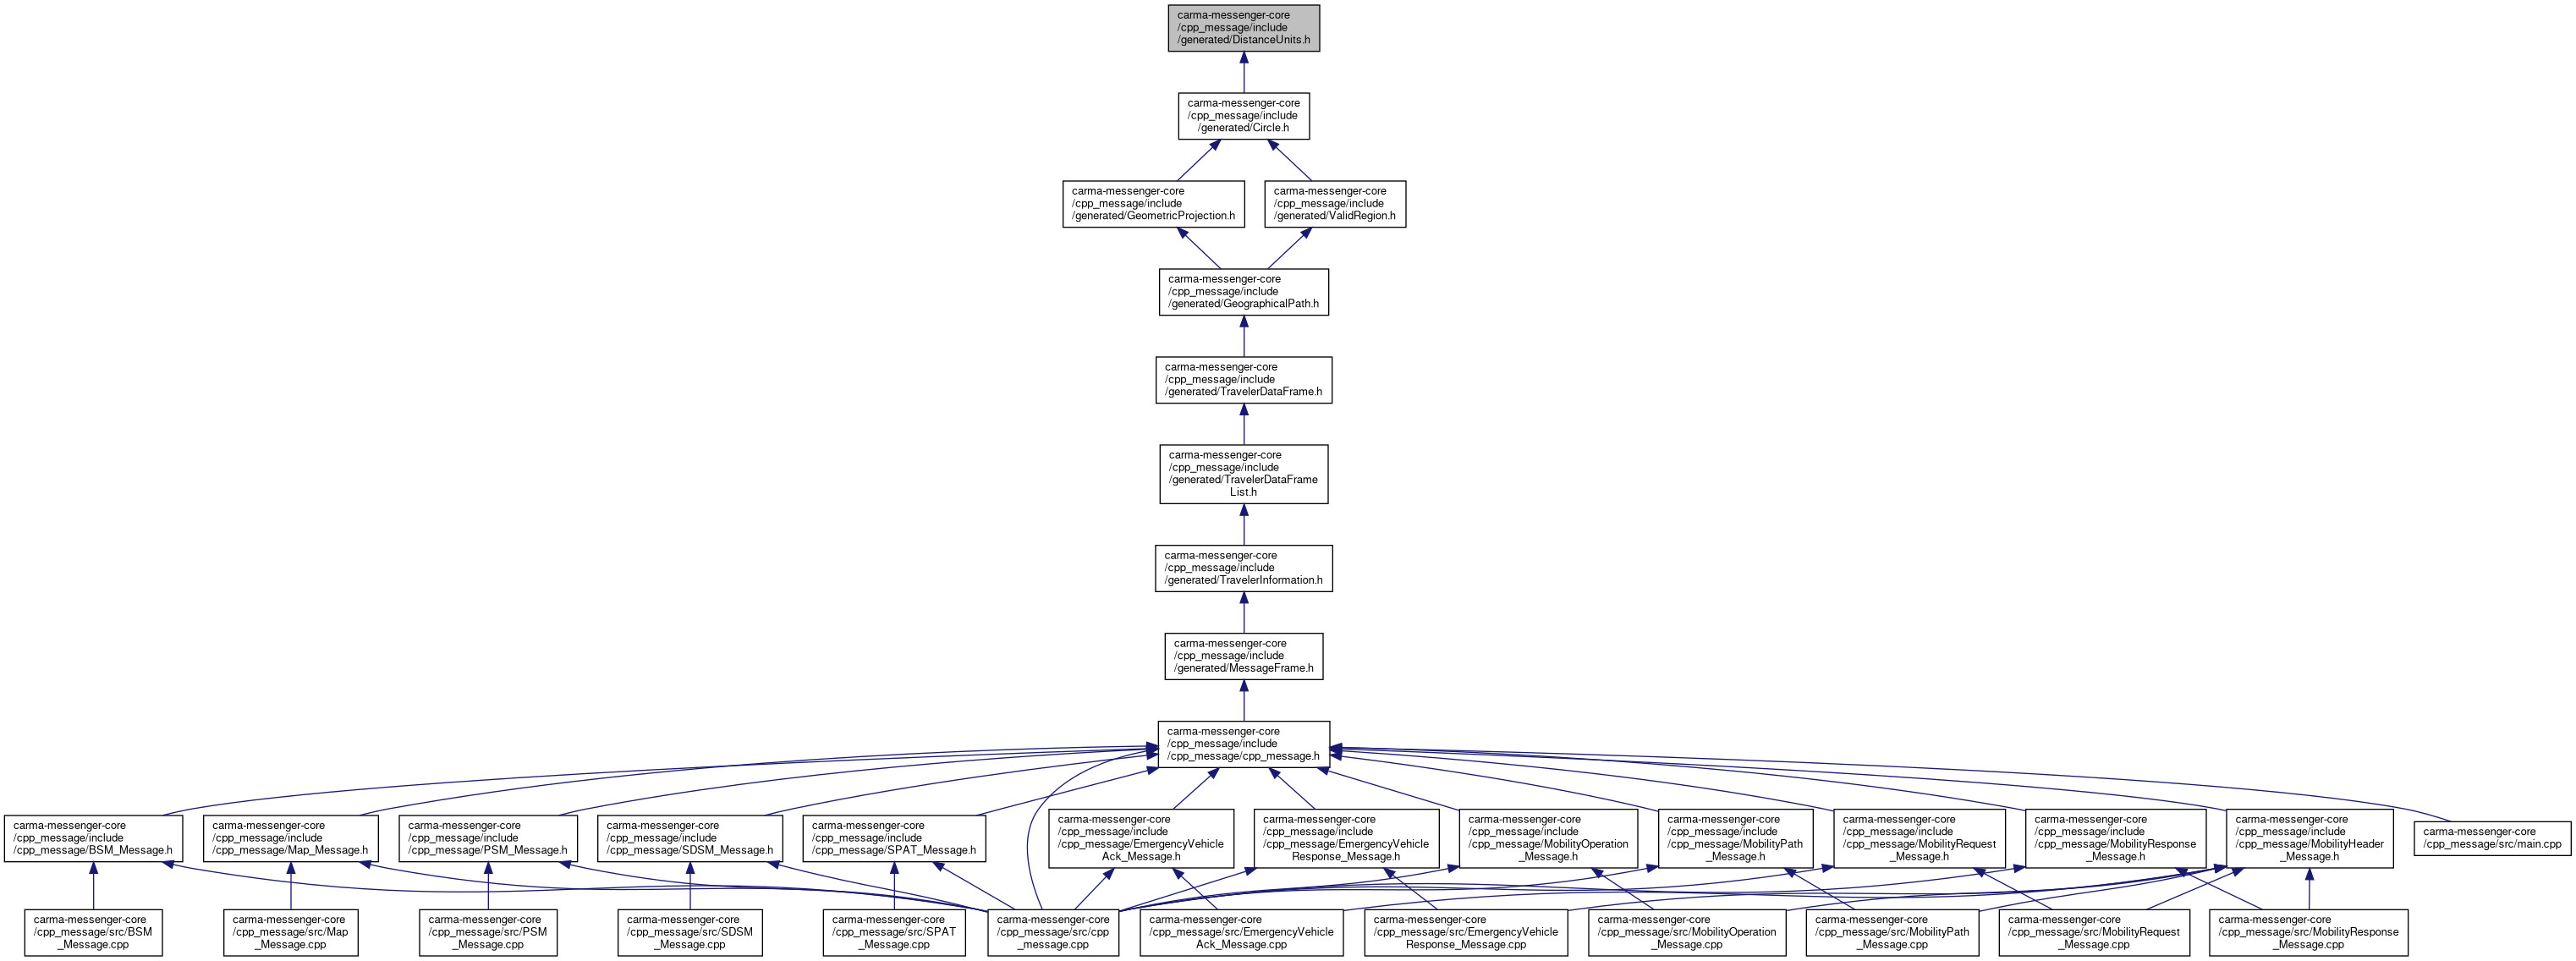 carma-messenger-core
/cpp_message/include
/generated/DistanceUnits.h
carma-messenger-core
/cpp_message/include
/generated/Circle.h
carma-messenger-core
/cpp_message/include
/generated/GeometricProjection.h
carma-messenger-core
/cpp_message/include
/generated/ValidRegion.h
carma-messenger-core
/cpp_message/include
/generated/GeographicalPath.h
carma-messenger-core
/cpp_message/include
/generated/TravelerDataFrame.h
carma-messenger-core
/cpp_message/include
/generated/TravelerDataFrame
List.h
carma-messenger-core
/cpp_message/include
/generated/TravelerInformation.h
carma-messenger-core
/cpp_message/include
/generated/MessageFrame.h
carma-messenger-core
/cpp_message/include
/cpp_message/cpp_message.h
carma-messenger-core
/cpp_message/include
/cpp_message/BSM_Message.h
carma-messenger-core
/cpp_message/include
/cpp_message/Map_Message.h
carma-messenger-core
/cpp_message/include
/cpp_message/PSM_Message.h
carma-messenger-core
/cpp_message/include
/cpp_message/SDSM_Message.h
carma-messenger-core
/cpp_message/include
/cpp_message/SPAT_Message.h
carma-messenger-core
/cpp_message/include
/cpp_message/EmergencyVehicle
Ack_Message.h
carma-messenger-core
/cpp_message/include
/cpp_message/EmergencyVehicle
Response_Message.h
carma-messenger-core
/cpp_message/include
/cpp_message/MobilityOperation
_Message.h
carma-messenger-core
/cpp_message/include
/cpp_message/MobilityPath
_Message.h
carma-messenger-core
/cpp_message/include
/cpp_message/MobilityRequest
_Message.h
carma-messenger-core
/cpp_message/include
/cpp_message/MobilityResponse
_Message.h
carma-messenger-core
/cpp_message/include
/cpp_message/MobilityHeader
_Message.h
carma-messenger-core
/cpp_message/src/main.cpp
carma-messenger-core
/cpp_message/src/BSM
_Message.cpp
carma-messenger-core
/cpp_message/src/Map
_Message.cpp
carma-messenger-core
/cpp_message/src/PSM
_Message.cpp
carma-messenger-core
/cpp_message/src/SDSM
_Message.cpp
carma-messenger-core
/cpp_message/src/SPAT
_Message.cpp
carma-messenger-core
/cpp_message/src/cpp
_message.cpp
carma-messenger-core
/cpp_message/src/EmergencyVehicle
Ack_Message.cpp
carma-messenger-core
/cpp_message/src/EmergencyVehicle
Response_Message.cpp
carma-messenger-core
/cpp_message/src/MobilityOperation
_Message.cpp
carma-messenger-core
/cpp_message/src/MobilityPath
_Message.cpp
carma-messenger-core
/cpp_message/src/MobilityRequest
_Message.cpp
carma-messenger-core
/cpp_message/src/MobilityResponse
_Message.cpp